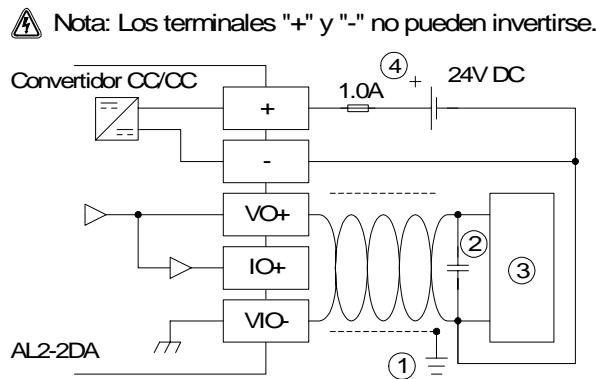 Nota: Los terminales "+" y "-" no pueden invertirse.
Convertidor CC/CC
+
1.0A
4
+
24V DC
-
VO+
IO+
VIO-
2
3
AL2-2DA
1